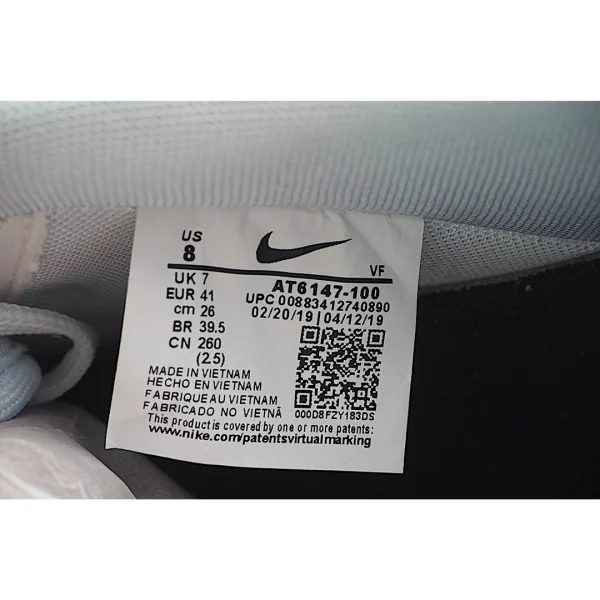 US
8
VF
UK 7
EUR 41
cm 26
BR 39.5
CN 260
(2.5)
AT6147-100
UPC 00883412740890
02/20/19 | 04/12/19
000D8FZY183DS
MADE IN VIETNAM
HECHO EN VIETNAM
FABRIQUE AU VIETNAM
FABRICADO NO VIETNÃ
This product is covered by one or more patents:
www.nike.com/patentsvirtualmarking